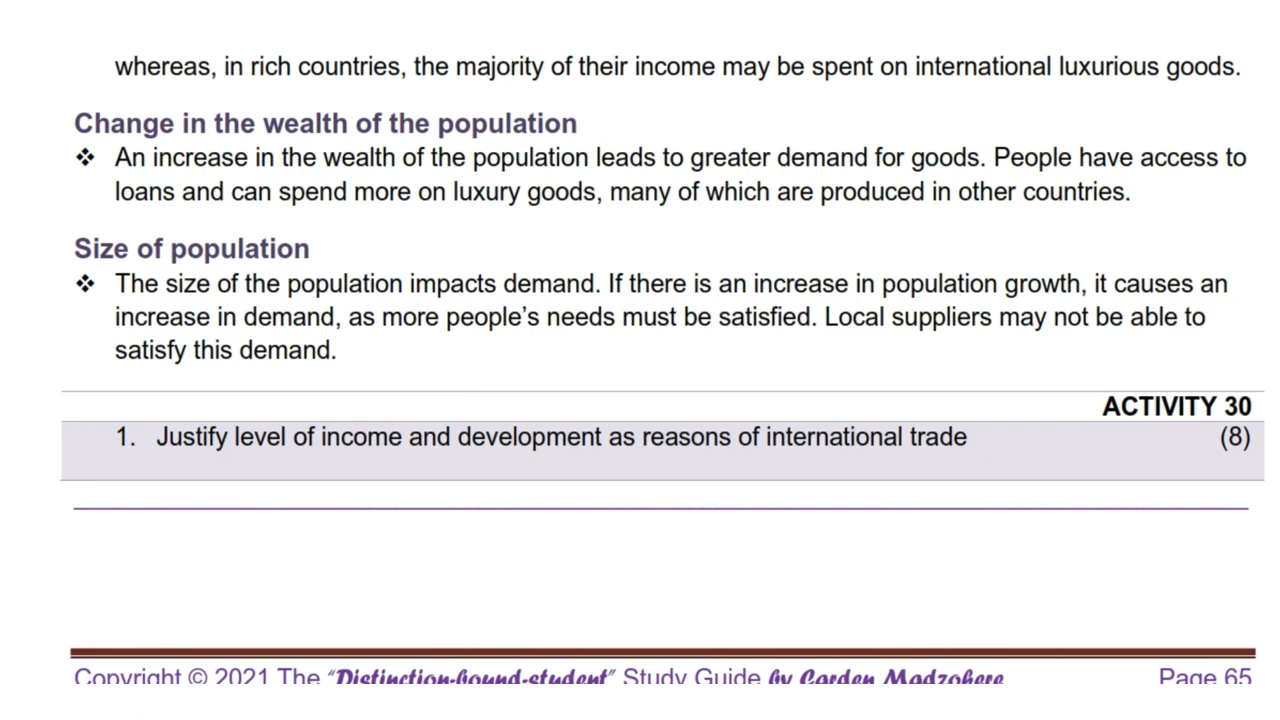 whereas, in rich countries, the majority of their income may be spent on international luxurious goods.
Change in the wealth of the population
❖ An increase in the wealth of the population leads to greater demand for goods. People have access to
loans and can spend more on luxury goods, many of which are produced in other countries.
Size of population
❖ The size of the population impacts demand. If there is an increase in population growth, it causes an
increase in demand, as more people’s needs must be satisfied. Local suppliers may not be able to
satisfy this demand.
ACTIVITY 30
1. Justify level of income and development as reasons of international trade (8)
Copyright © 2021 The “Distinction-bound-student” Study Guide by Carden Madzokere Page 65